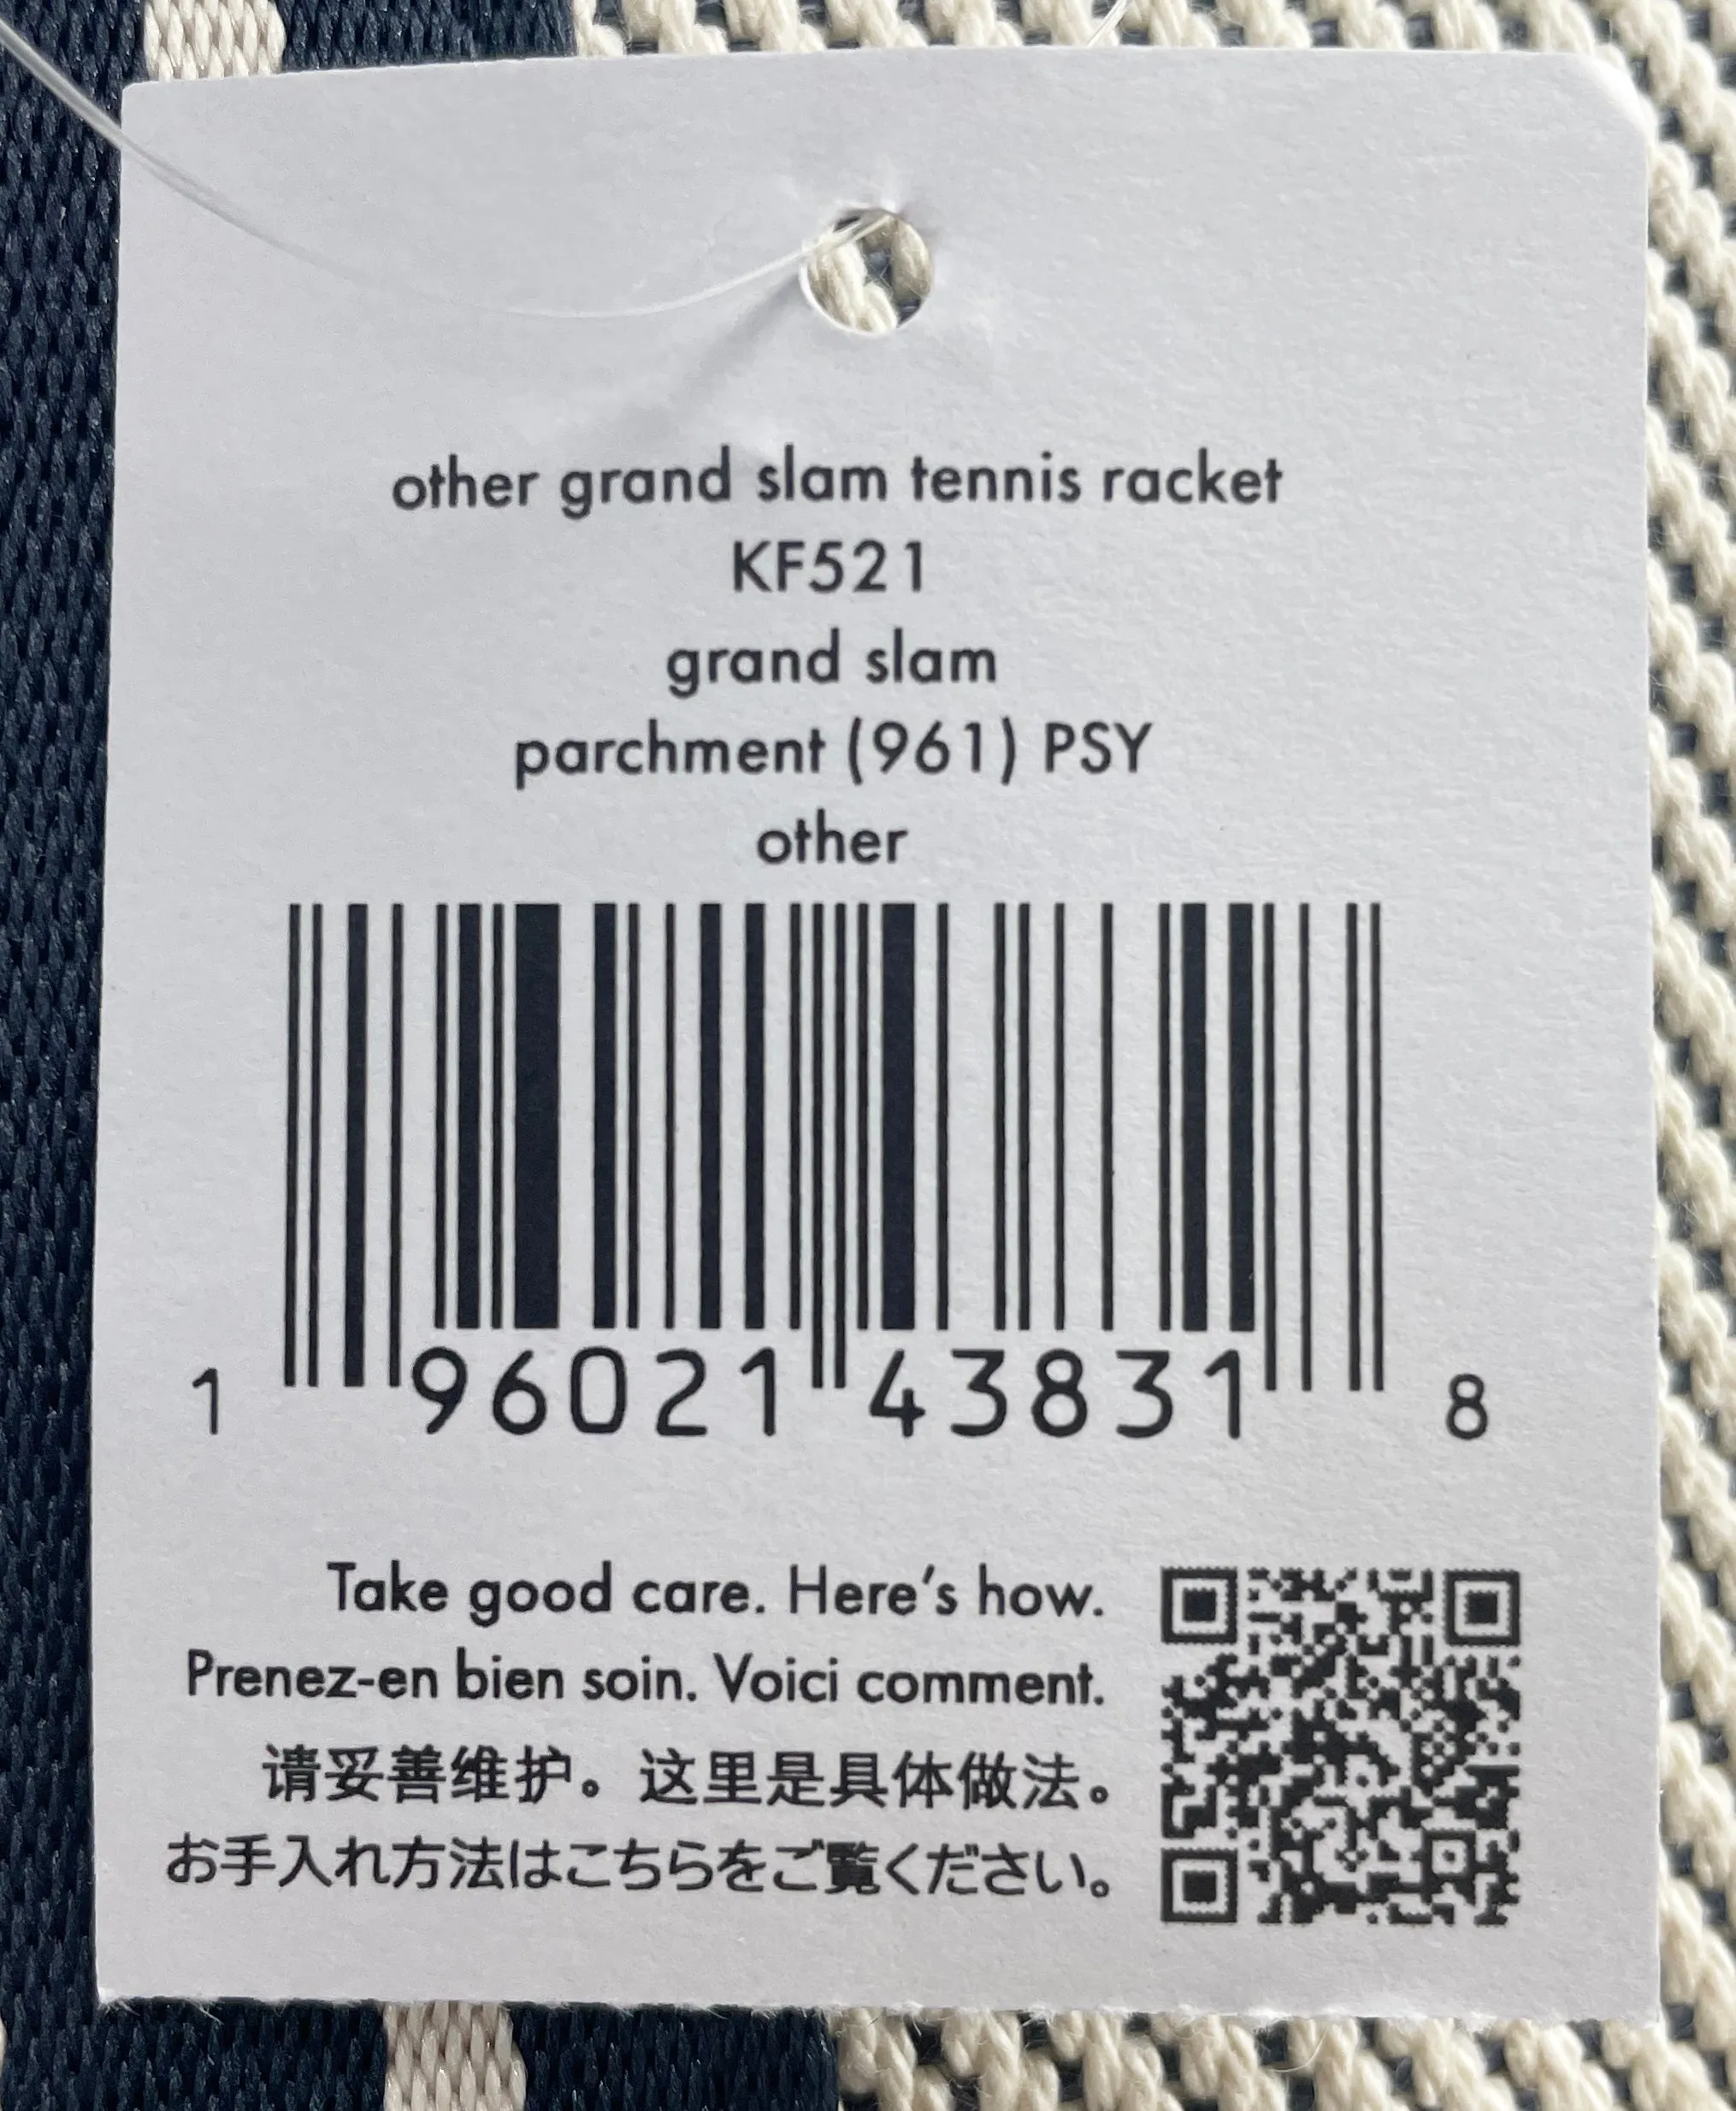 other grand slam tennis racket
KF521
grand slam
parchment (961) PSY
other
1 96021 43831 8
Take good care. Here's how.
Prenez-en bien soin. Voici comment.
请妥善维护。这里是具体做法。
お手入れ方法はこちらをご覧ください。